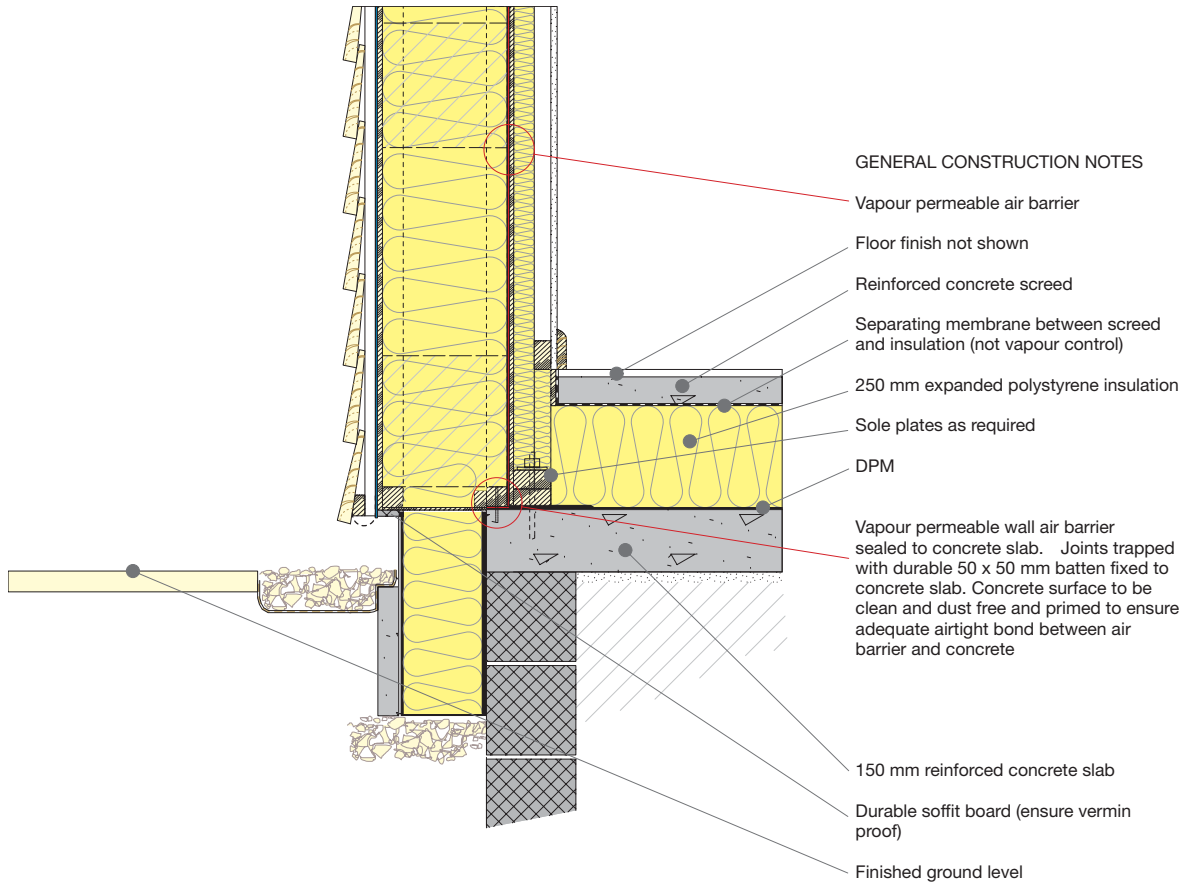 GENERAL CONSTRUCTION NOTES
Vapour permeable air barrier
Floor finish not shown
Reinforced concrete screed
Separating membrane between screed
and insulation (not vapour control)
250 mm expanded polystyrene insulation
Sole plates as required
DPM
Vapour permeable wall air barrier
sealed to concrete slab. Joints trapped
with durable 50 x 50 mm batten fixed to
concrete slab. Concrete surface to be
clean and dust free and primed to ensure
adequate airtight bond between air
barrier and concrete
150 mm reinforced concrete slab
Durable soffit board (ensure vermin
proof)
Finished ground level